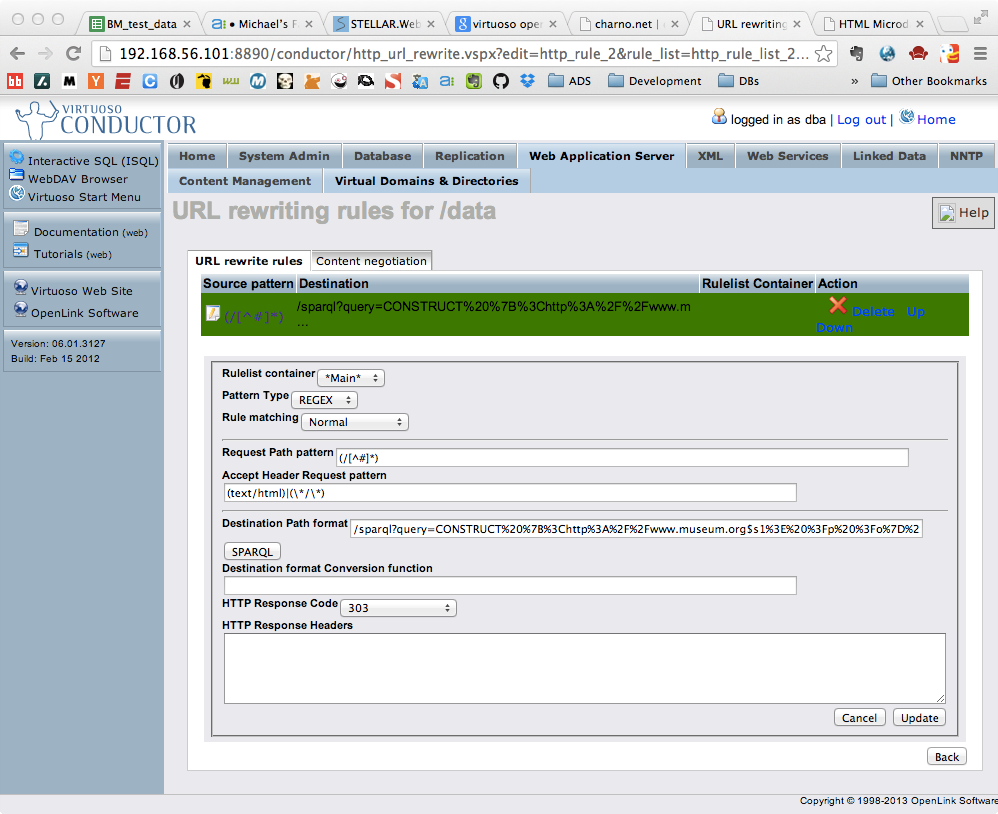 BM_test_data
a: • Michael's F
STELLAR.Web
virtuoso ope
charno.net |
URL rewriting
HTML Microd
192.168.56.101:8890/conductor/http_url_rewrite.vspx?edit=http_rule_2&rule_list=http_rule_list_2...
ADS
Development
DBs
» Other Bookmarks
VIRTUOSO
CONDUCTOR
logged in as dba | Log out | Home
Interactive SQL (ISQL)
WebDAV Browser
Virtuoso Start Menu
Documentation (web)
Tutorials (web)
Virtuoso Web Site
OpenLink Software
Version: 06.01.3127
Build: Feb 15 2012
Home System Admin Database Replication Web Application Server XML Web Services Linked Data NNTP
Content Management Virtual Domains & Directories
URL rewriting rules for /data
Help
URL rewrite rules Content negotiation
Source pattern Destination Rulelist Container Action
(/[^#]*)
/sparql?query=CONSTRUCT%20%7B%3Chttp%3A%2F%2Fwww.m
...
Delete Up
Down
Rulelist container *Main*
Pattern Type REGEX
Rule matching Normal
Request Path pattern (/[^#]*)
Accept Header Request pattern
(text/html)|(\*/\*)
Destination Path format /sparql?query=CONSTRUCT%20%7B%3Chttp%3A%2F%2Fwww.museum.org$s1%3E%20%3Fp%20%3Fo%7D%2
SPARQL
Destination format Conversion function
HTTP Response Code 303
HTTP Response Headers
Cancel Update
Back
Copyright © 1998-2013 OpenLink Software